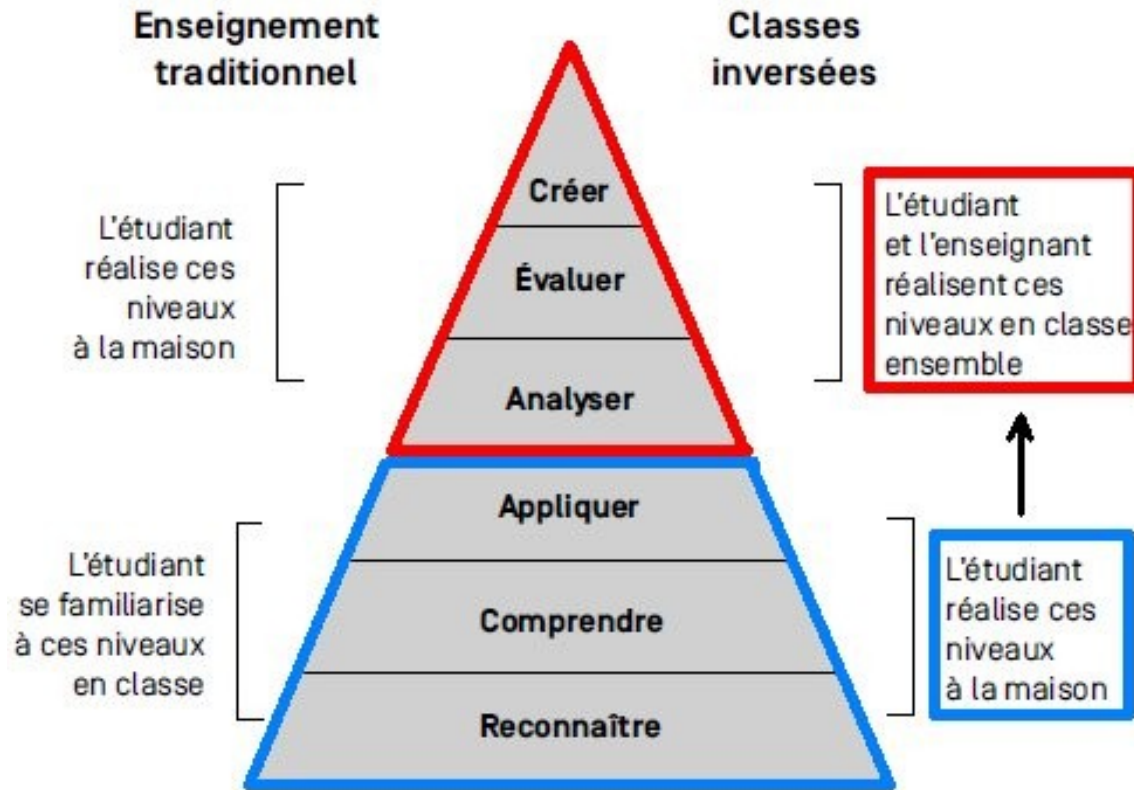 Enseignement
traditionnel
Classes
inversées
L'étudiant
réalise ces
niveaux
à la maison
Créer
Évaluer
Analyser
L'étudiant
et l'enseignant
réalisent ces
niveaux en classe
ensemble
L'étudiant
se familiarise
à ces niveaux
en classe
Appliquer
Comprendre
Reconnaître
L'étudiant
réalise ces
niveaux
à la maison